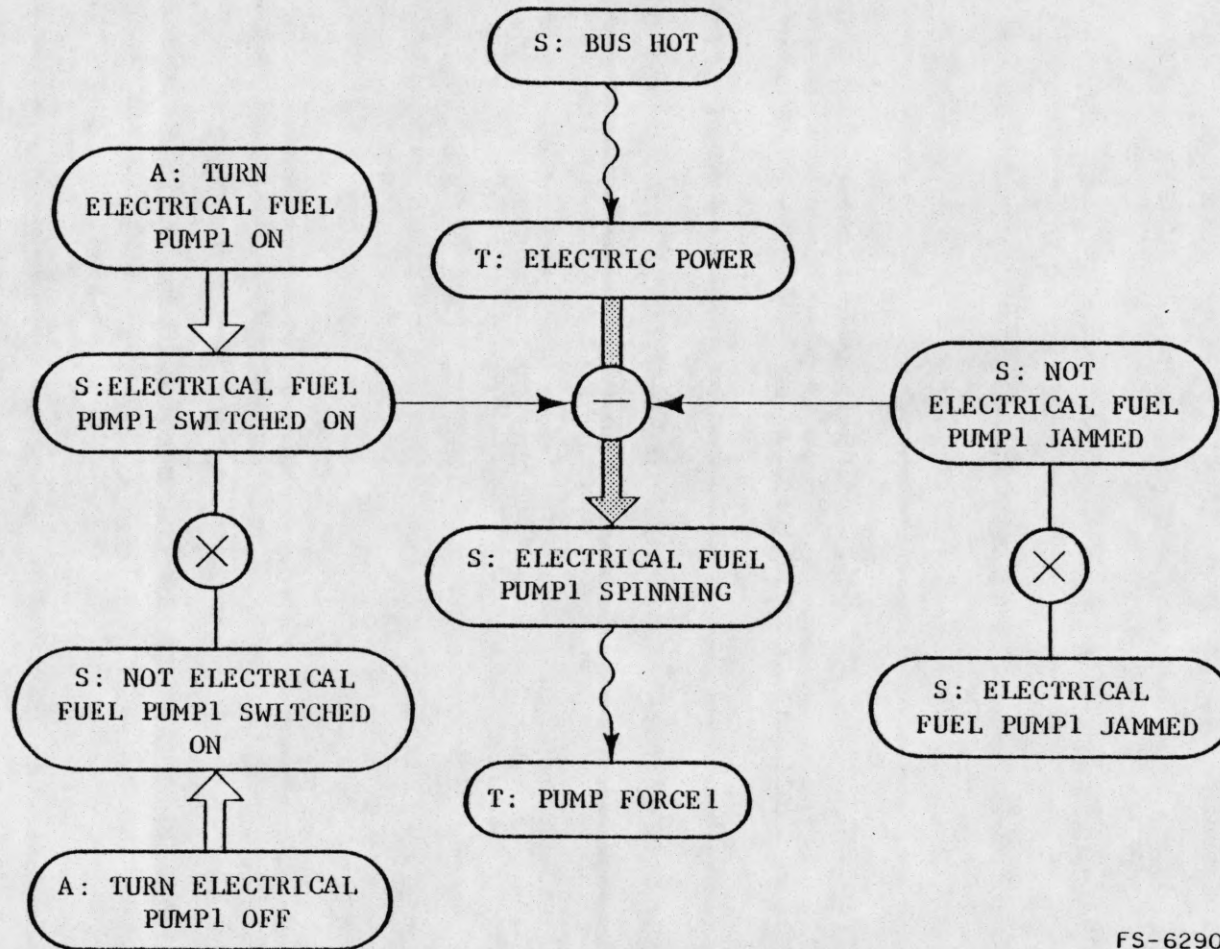 S: BUS HOT
A: TURN
ELECTRICAL FUEL
PUMP1 ON
T: ELECTRIC POWER
S:ELECTRICAL FUEL
PUMP1 SWITCHED ON
S: NOT
ELECTRICAL FUEL
PUMP1 JAMMED
S: ELECTRICAL FUEL
PUMP1 SPINNING
S: NOT ELECTRICAL
FUEL PUMP1 SWITCHED
ON
S: ELECTRICAL
FUEL PUMP1 JAMMED
T: PUMP FORCE1
A: TURN ELECTRICAL
PUMP1 OFF
FS-6290